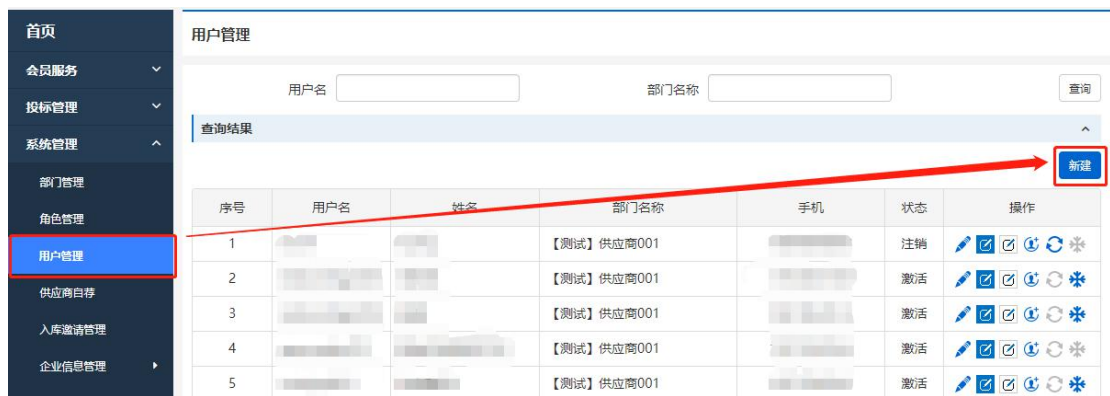 首页
用户管理
会员服务
用户名
部门名称
查询
投标管理
查询结果
系统管理
新建
部门管理
序号 用户名 姓名 部门名称 手机 状态 操作
角色管理
1 【测试】供应商001 注销
用户管理
2 【测试】供应商001 激活
供应商自荐
3 【测试】供应商001 激活
入库邀请管理
4 【测试】供应商001 激活
企业信息管理
5 【测试】供应商001 激活